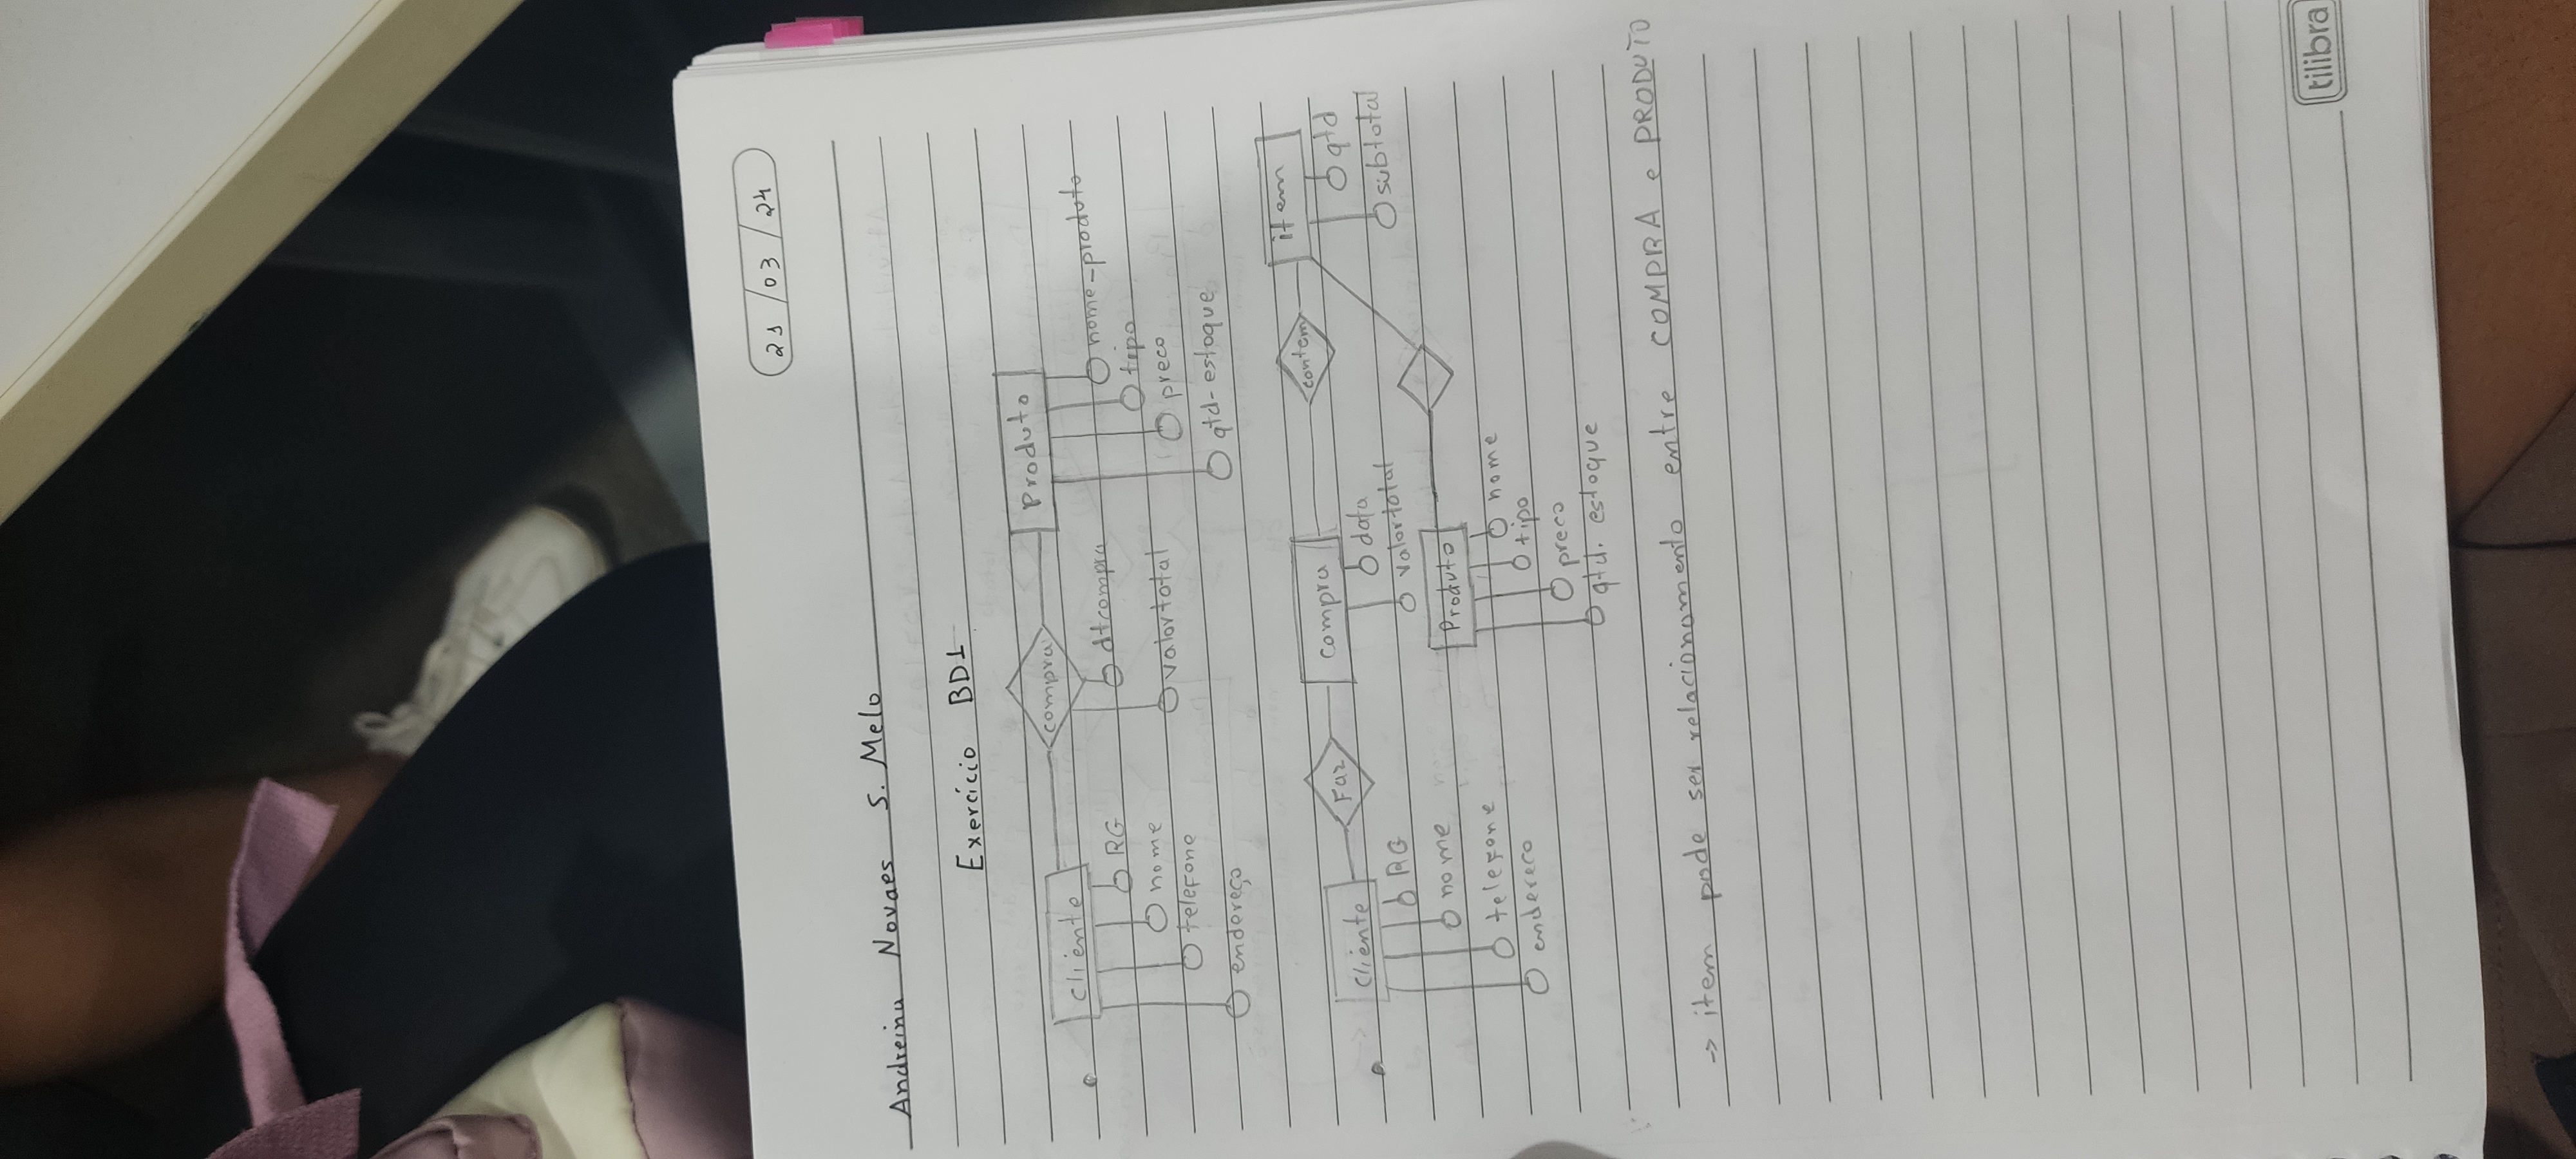 21/03/24
Andreina Novaes S. Melo
Exercício BD1
cliente compra Produto
RG dtcompra nome-produto
nome valortotal tipo
telefone preco
endereço qtd-estoque
cliente Faz compra contem item
RG data qtd
nome valortotal subtotal
telefone Produto nome
endereco tipo
preco
qtd. estoque
-> item pode ser relacionamento entre COMPRA e PRODUTO
tilibra